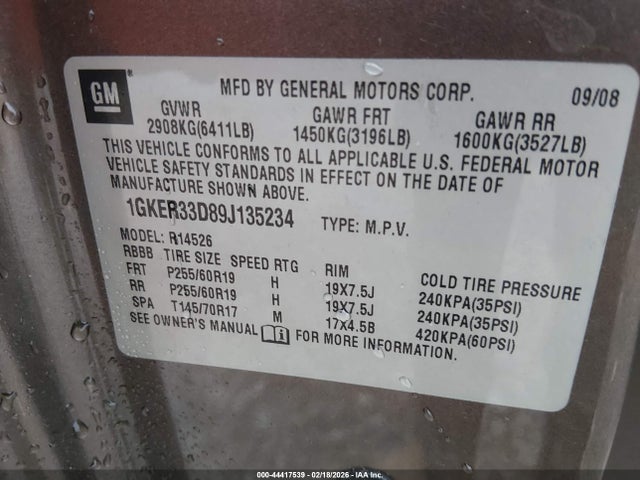 GM
MFD BY GENERAL MOTORS CORP. 09/08
GVWR GAWR FRT GAWR RR
2908KG(6411LB) 1450KG(3196LB) 1600KG(3527LB)
THIS VEHICLE CONFORMS TO ALL APPLICABLE U.S. FEDERAL MOTOR
VEHICLE SAFETY STANDARDS IN EFFECT ON THE DATE OF
MANUFACTURE SHOWN ABOVE.
1GKER33D89J135234 TYPE: M.P.V.
MODEL: R14526
RBBB TIRE SIZE SPEED RTG RIM COLD TIRE PRESSURE
FRT P255/60R19 H 19X7.5J 240KPA(35PSI)
RR P255/60R19 H 19X7.5J 240KPA(35PSI)
SPA T145/70R17 M 17X4.5B 420KPA(60PSI)
SEE OWNER'S MANUAL FOR MORE INFORMATION.
000-44417539 - 02/18/2026 - IAA Inc.